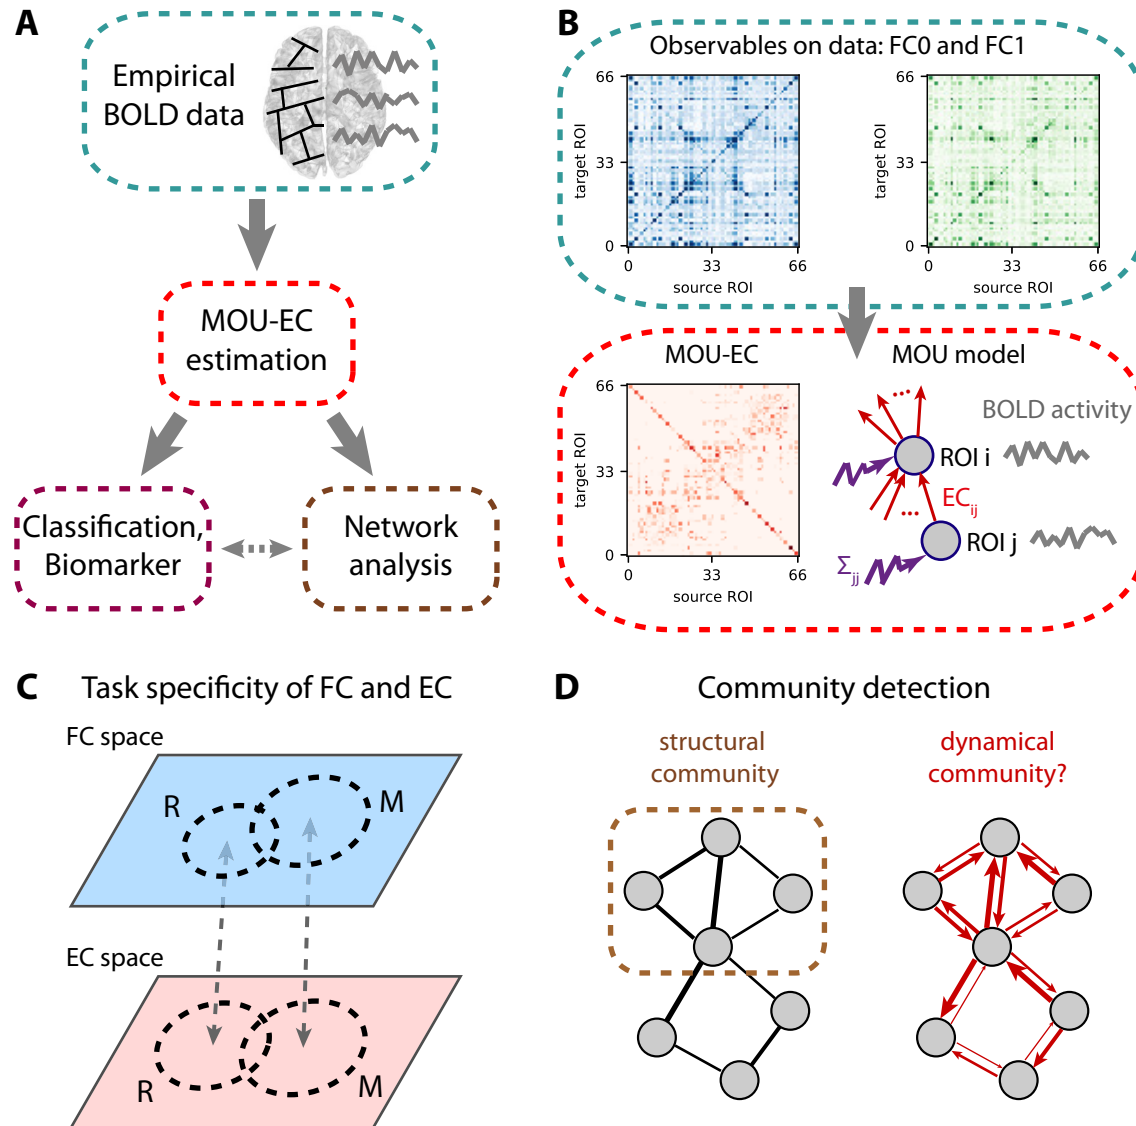 A
Empirical
BOLD data
MOU-EC
estimation
Classification,
Biomarker
Network
analysis
B
Observables on data: FC0 and FC1
66
33
0
target ROI
0 33 66
source ROI
66
33
0
target ROI
0 33 66
source ROI
MOU-EC
66
33
0
target ROI
0 33 66
source ROI
MOU model
...
BOLD activity
ROI i
EC_ij
...
ROI j
Σ_jj
C
Task specificity of FC and EC
FC space
R
M
EC space
R
M
D
Community detection
structural
community
dynamical
community?